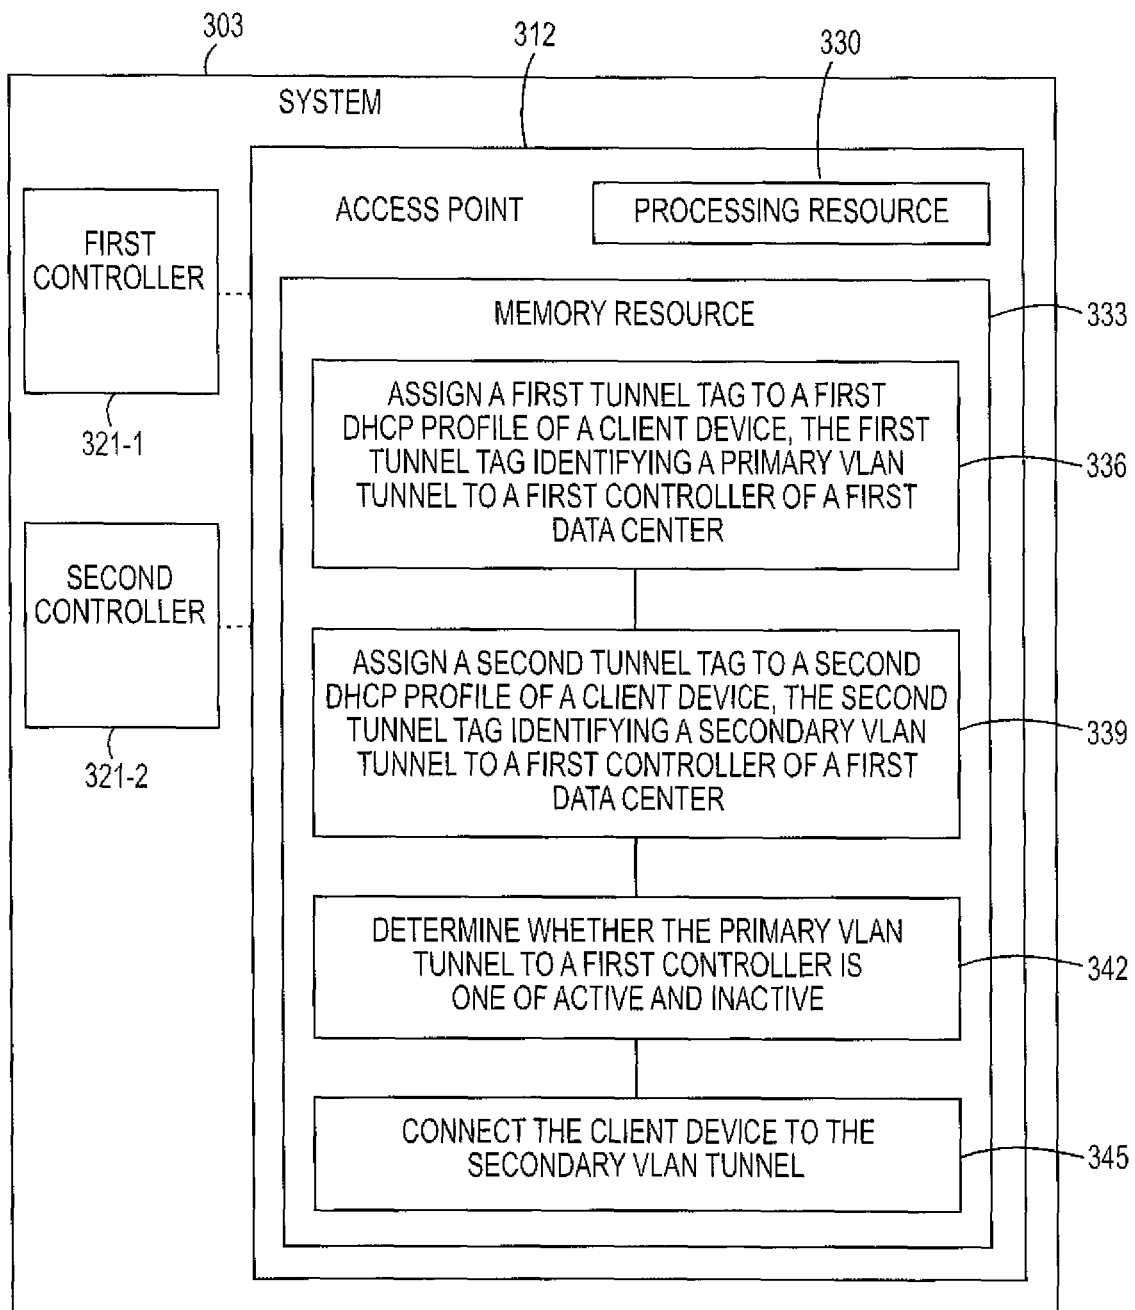 303
312
330
SYSTEM
ACCESS POINT
PROCESSING RESOURCE
FIRST
CONTROLLER
321-1
MEMORY RESOURCE
333
ASSIGN A FIRST TUNNEL TAG TO A FIRST
DHCP PROFILE OF A CLIENT DEVICE, THE FIRST
TUNNEL TAG IDENTIFYING A PRIMARY VLAN
TUNNEL TO A FIRST CONTROLLER OF A FIRST
DATA CENTER
336
SECOND
CONTROLLER
321-2
ASSIGN A SECOND TUNNEL TAG TO A SECOND
DHCP PROFILE OF A CLIENT DEVICE, THE SECOND
TUNNEL TAG IDENTIFYING A SECONDARY VLAN
TUNNEL TO A FIRST CONTROLLER OF A FIRST
DATA CENTER
339
DETERMINE WHETHER THE PRIMARY VLAN
TUNNEL TO A FIRST CONTROLLER IS
ONE OF ACTIVE AND INACTIVE
342
CONNECT THE CLIENT DEVICE TO THE
SECONDARY VLAN TUNNEL
345